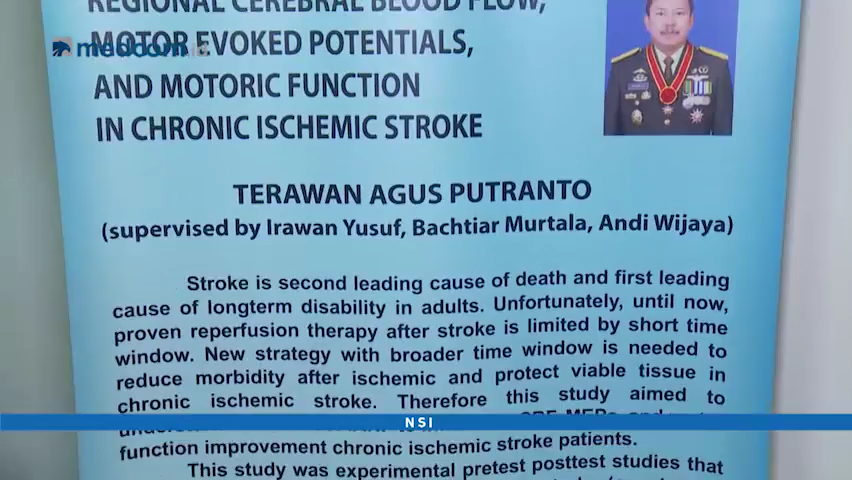 REGIONAL CEREBRAL BLOOD FLOW,
medcom.id
MOTOR EVOKED POTENTIALS,
AND MOTORIC FUNCTION
IN CHRONIC ISCHEMIC STROKE
TERAWAN AGUS PUTRANTO
(supervised by Irawan Yusuf, Bachtiar Murtala, Andi Wijaya)
Stroke is second leading cause of death and first leading
cause of longterm disability in adults. Unfortunately, until now,
proven reperfusion therapy after stroke is limited by short time
window. New strategy with broader time window is needed to
reduce morbidity after ischemic and protect viable tissue in
chronic ischemic stroke. Therefore this study aimed to
NSI
function improvement chronic ischemic stroke patients.
This study was experimental pretest posttest studies that